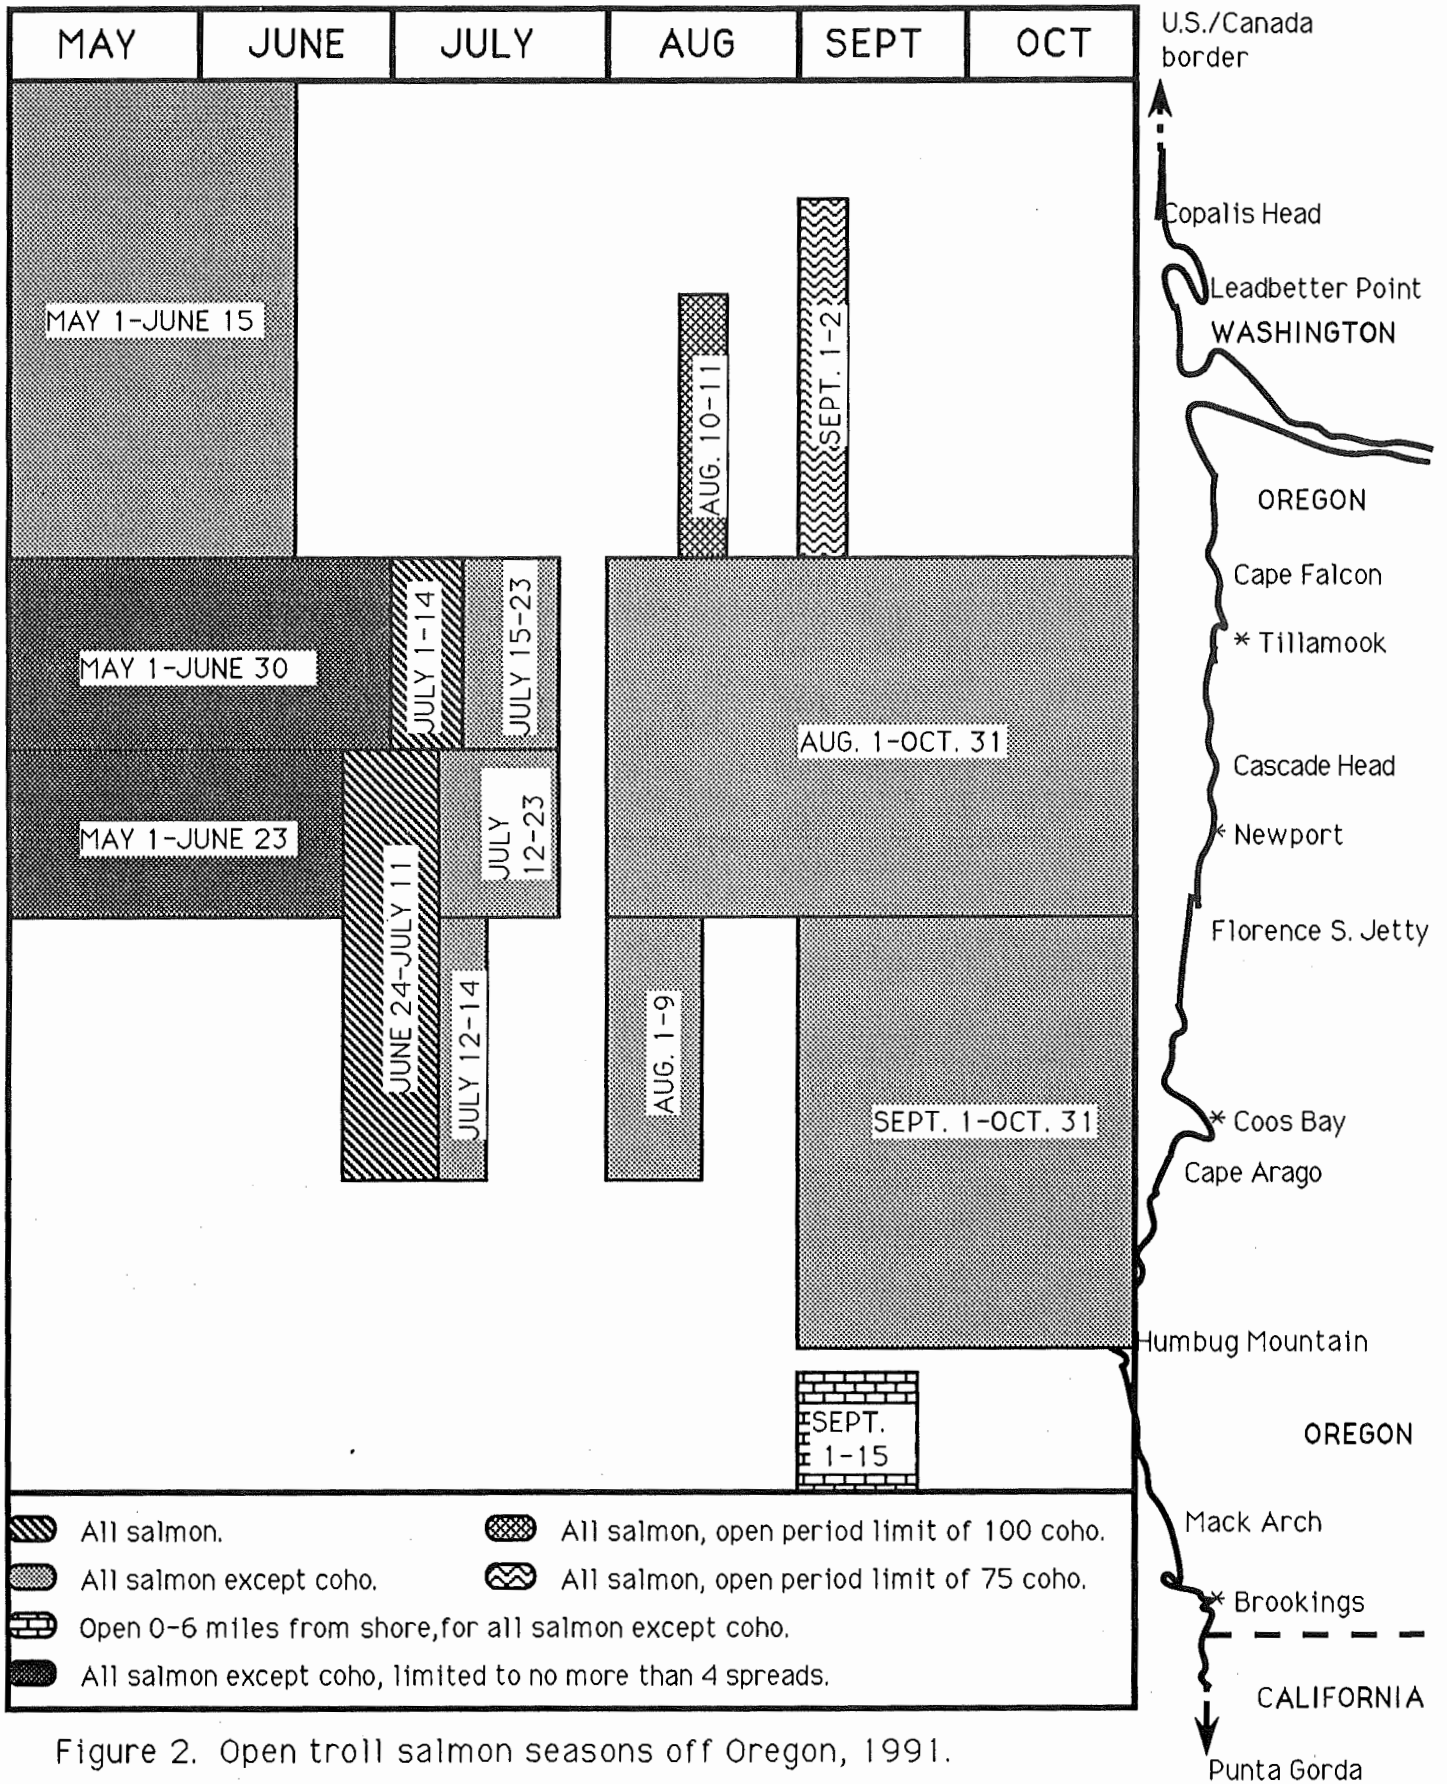 MAY JUNE JULY AUG SEPT OCT
U.S./Canada
border
Copalis Head
Leadbetter Point
WASHINGTON
MAY 1-JUNE 15
SEPT. 1-2
AUG. 10-11
OREGON
Cape Falcon
* Tillamook
MAY 1-JUNE 30
JULY 1-14
JULY 15-23
AUG. 1-OCT. 31
Cascade Head
* Newport
MAY 1-JUNE 23
JULY
12-23
JUNE 24-JULY 11
Florence S. Jetty
JULY 12-14
AUG. 1-9
SEPT. 1-OCT. 31
* Coos Bay
Cape Arago
Humbug Mountain
SEPT.
1-15
OREGON
Mack Arch
* Brookings
CALIFORNIA
Punta Gorda
All salmon.
All salmon, open period limit of 100 coho.
All salmon except coho.
All salmon, open period limit of 75 coho.
Open 0-6 miles from shore,for all salmon except coho.
All salmon except coho, limited to no more than 4 spreads.
Figure 2. Open troll salmon seasons off Oregon, 1991.